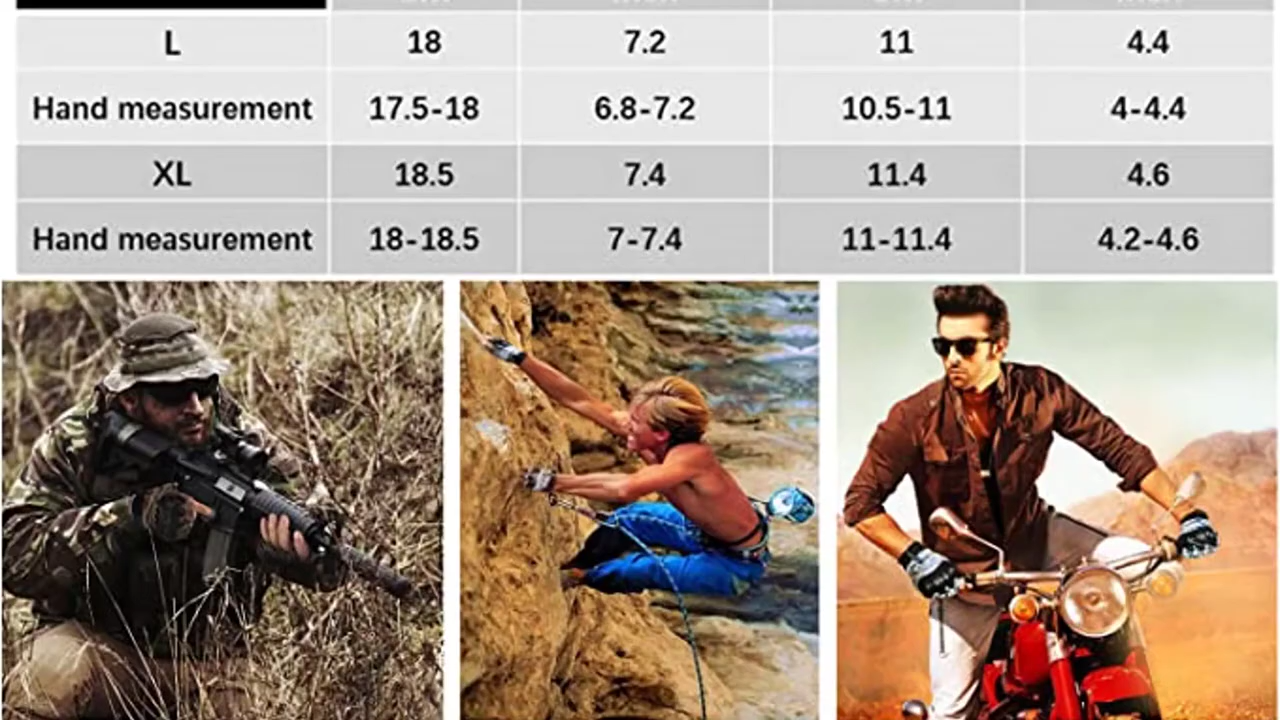 L 18 7.2 11 4.4
Hand measurement 17.5-18 6.8-7.2 10.5-11 4-4.4
XL 18.5 7.4 11.4 4.6
Hand measurement 18-18.5 7-7.4 11-11.4 4.2-4.6